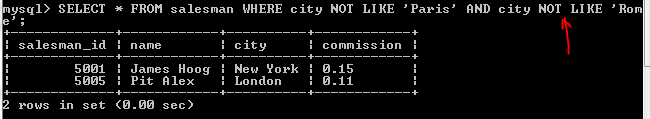 mysql> SELECT * FROM salesman WHERE city NOT LIKE 'Paris' AND city NOT LIKE 'Rom
e';
+-------------+------------+----------+------------+
| salesman_id | name       | city     | commission |
+-------------+------------+----------+------------+
|        5001 | James Hoog | New York | 0.15       |
|        5005 | Pit Alex   | London   | 0.11       |
+-------------+------------+----------+------------+
2 rows in set (0.00 sec)